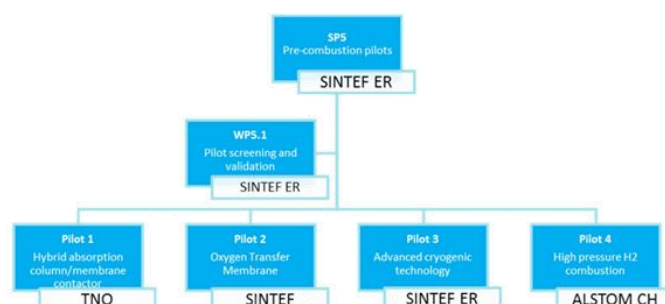 SP5
Pre-combustion pilots
SINTEF ER
WP5.1
Pilot screening and
validation
SINTEF ER
Pilot 1
Hybrid absorption
column/membrane
contactor
TNO
Pilot 2
Oxygen Transfer
Membrane
SINTEF
Pilot 3
Advanced cryogenic
technology
SINTEF ER
Pilot 4
High pressure H2
combustion
ALSTOM CH